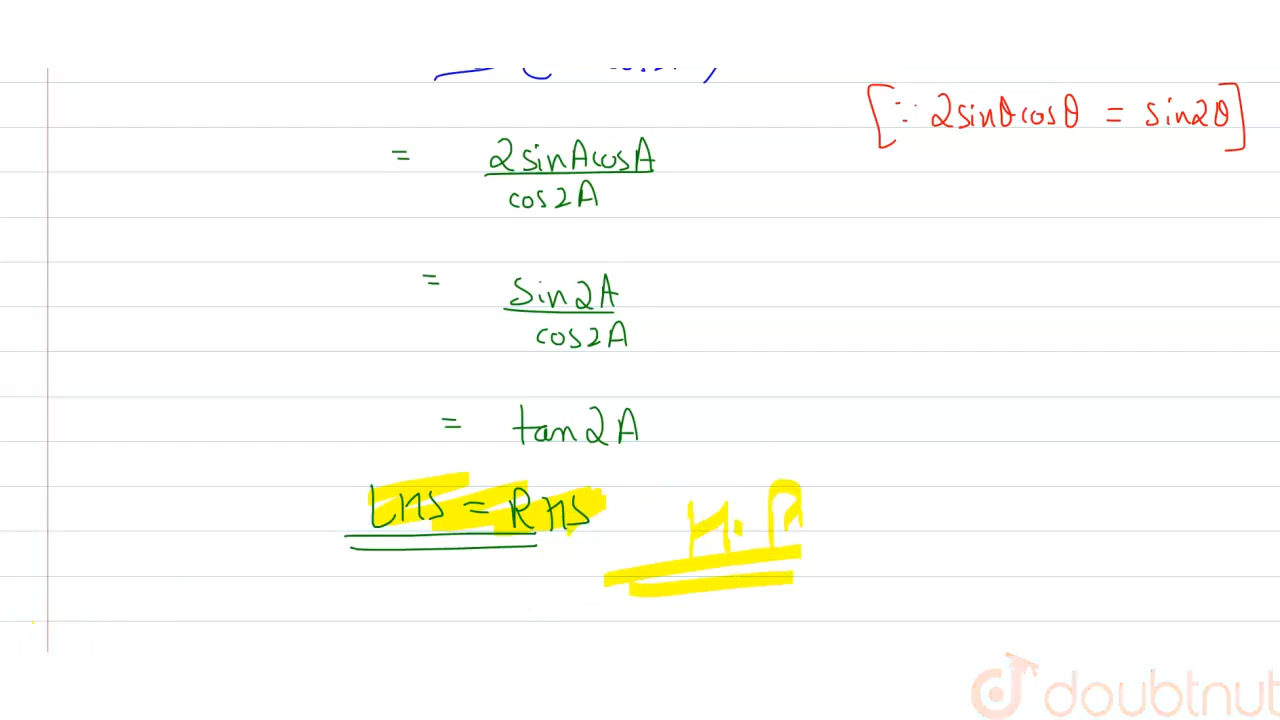 [∵ 2sinθcosθ = sin2θ]
= 2sinAcosA
cos2A
= sin2A
cos2A
= tan2A
LHS = RHS
H.P
doubtnut